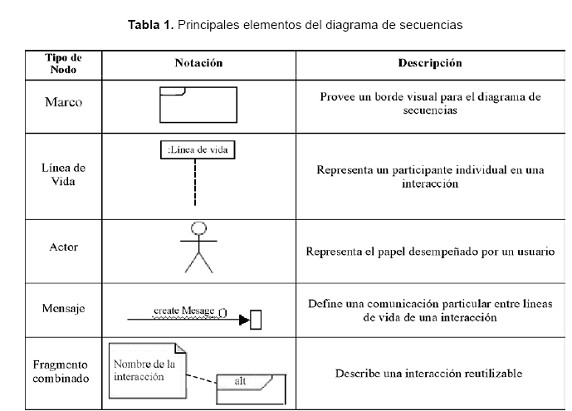 Tabla 1. Principales elementos del diagrama de secuencias
Tipo de
Nodo
Notación
Descripción
Marco
Provee un borde visual para el diagrama de
secuencias
Línea de
Vida
:Línea de vida
Representa un participante individual en una
interacción
Actor
Representa el papel desempeñado por un usuario
Mensaje
create Mesage ()
Define una comunicación particular entre líneas
de vida de una interacción
Fragmento
combinado
Nombre de la
interacción
alt
Describe una interacción reutilizable